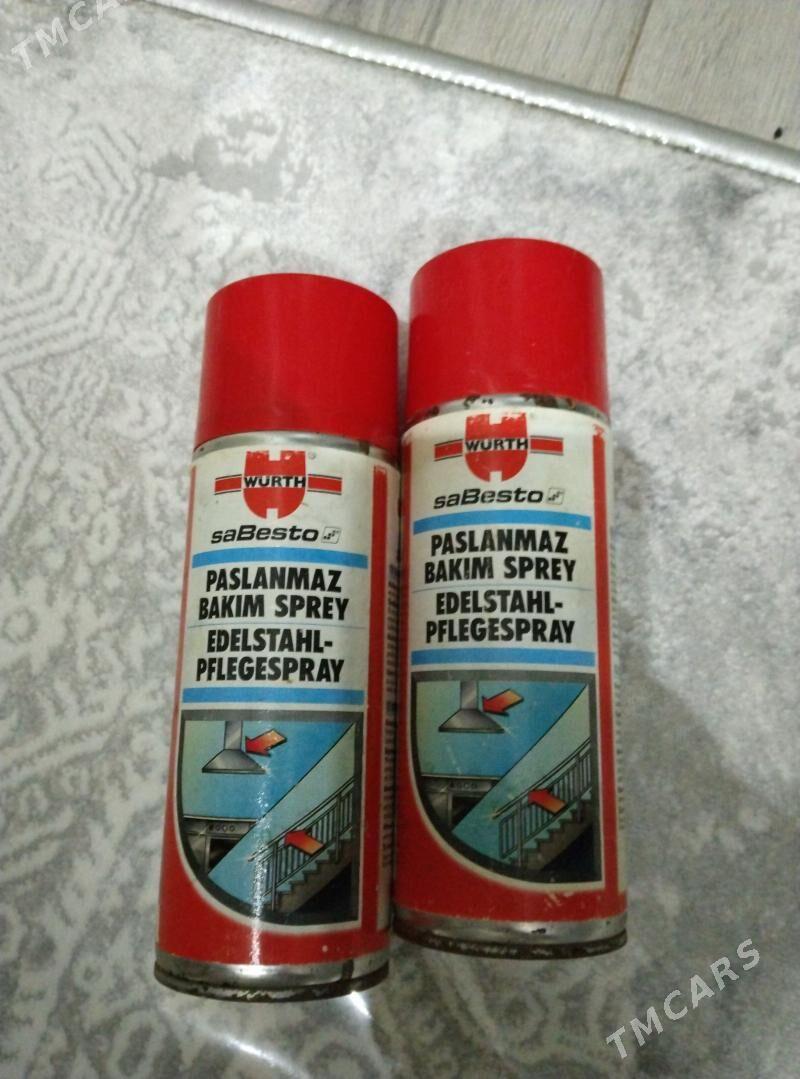 TMCARS
WÜRTH
®
saBesto
PASLANMAZ
BAKIM SPREY
EDELSTAHL-
PFLEGESPRAY
WÜRTH
®
saBesto
PASLANMAZ
BAKIM SPREY
EDELSTAHL-
PFLEGESPRAY
TMCARS